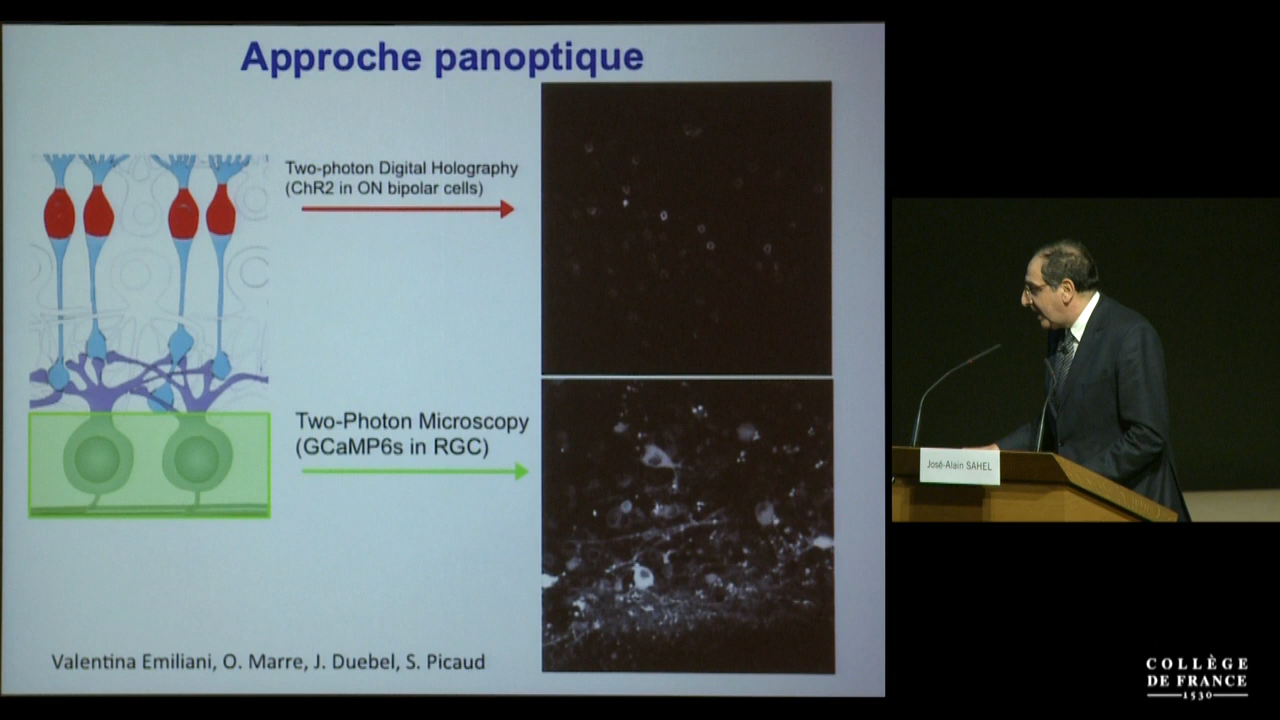 Approche panoptique
Two-photon Digital Holography
(ChR2 in ON bipolar cells)
Two-Photon Microscopy
(GCaMP6s in RGC)
Valentina Emiliani, O. Marre, J. Duebel, S. Picaud
José-Alain SAHEL
COLLÈGE
DE FRANCE
1530